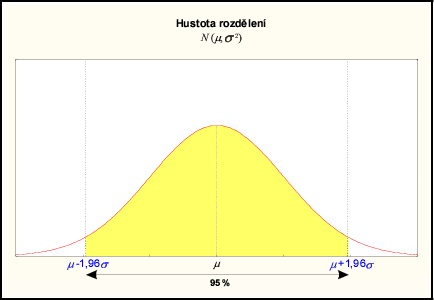 Hustota rozdělení
N (μ,σ²)
μ-1,96σ μ μ+1,96σ
95 %